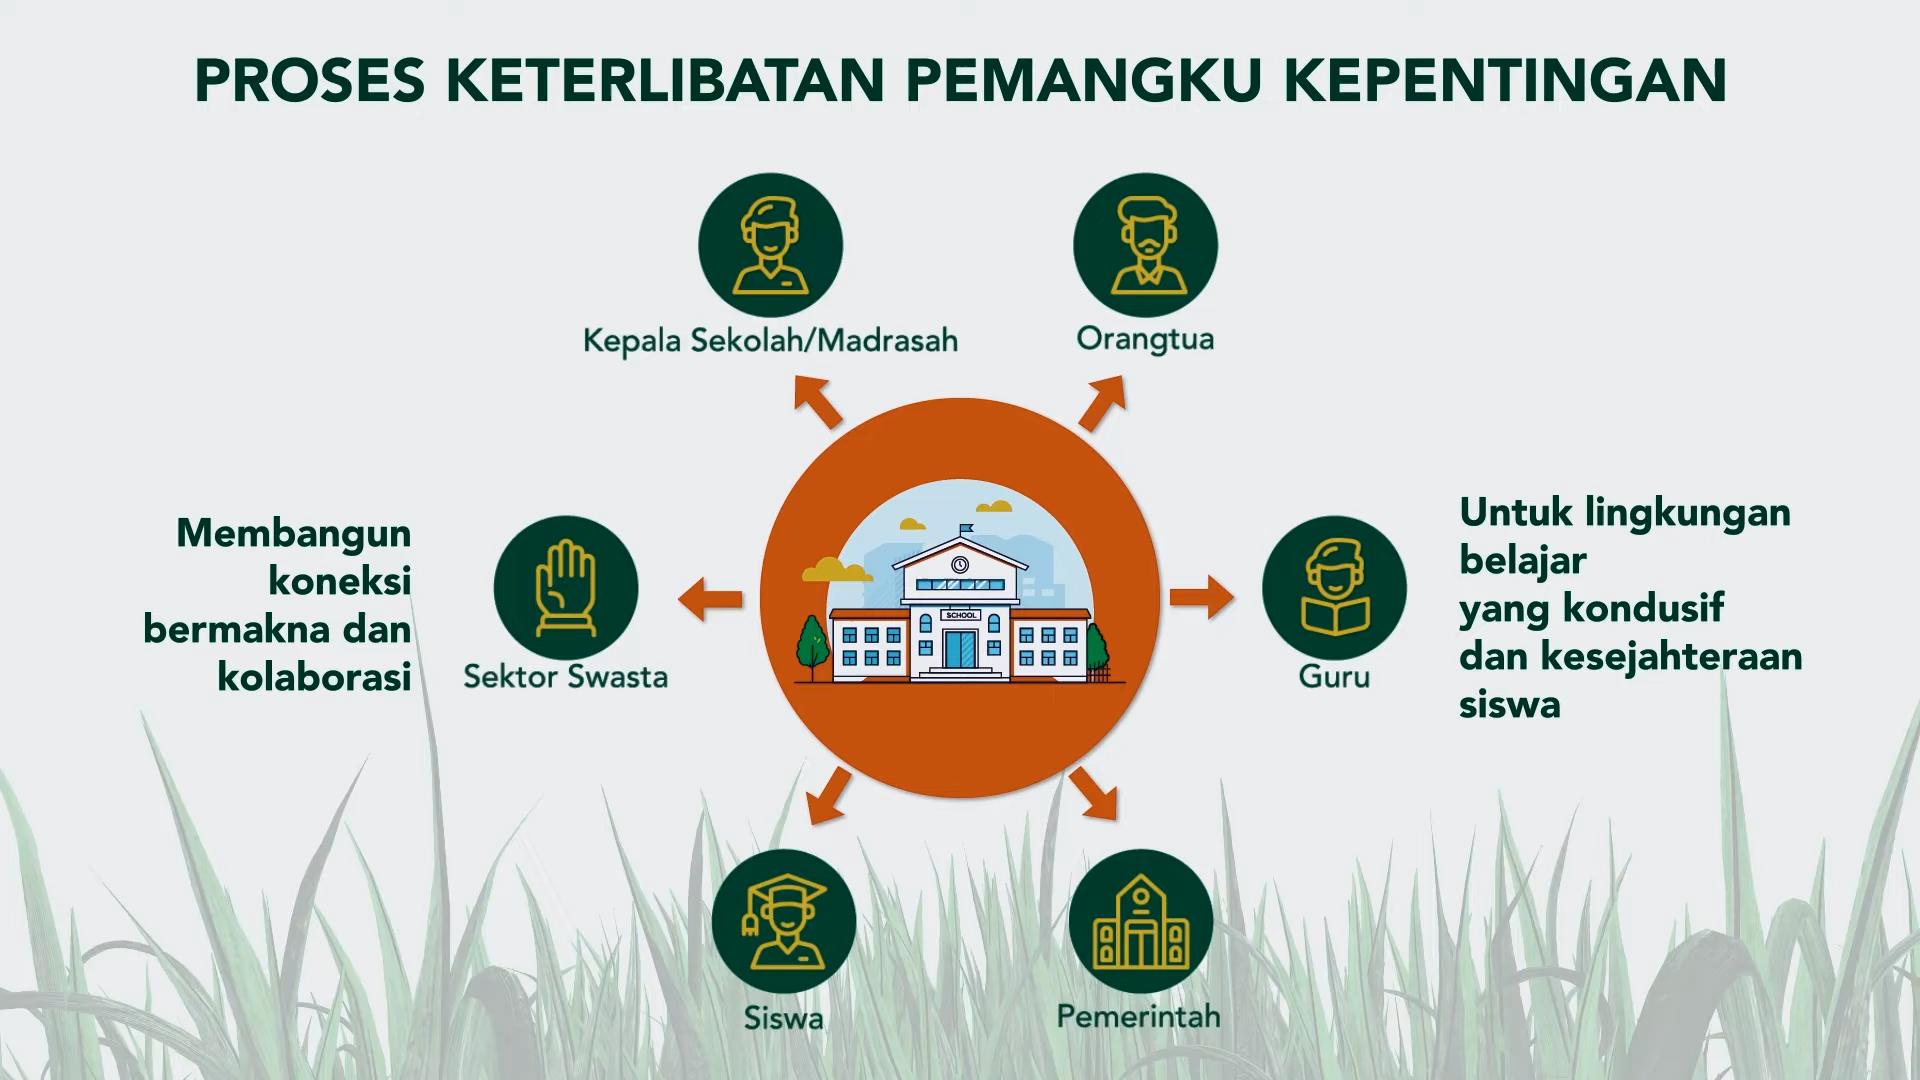 PROSES KETERLIBATAN PEMANGKU KEPENTINGAN
Kepala Sekolah/Madrasah
Orangtua
Membangun
koneksi
bermakna dan
kolaborasi
Sektor Swasta
SCHOOL
Guru
Untuk lingkungan
belajar
yang kondusif
dan kesejahteraan
siswa
Siswa
Pemerintah